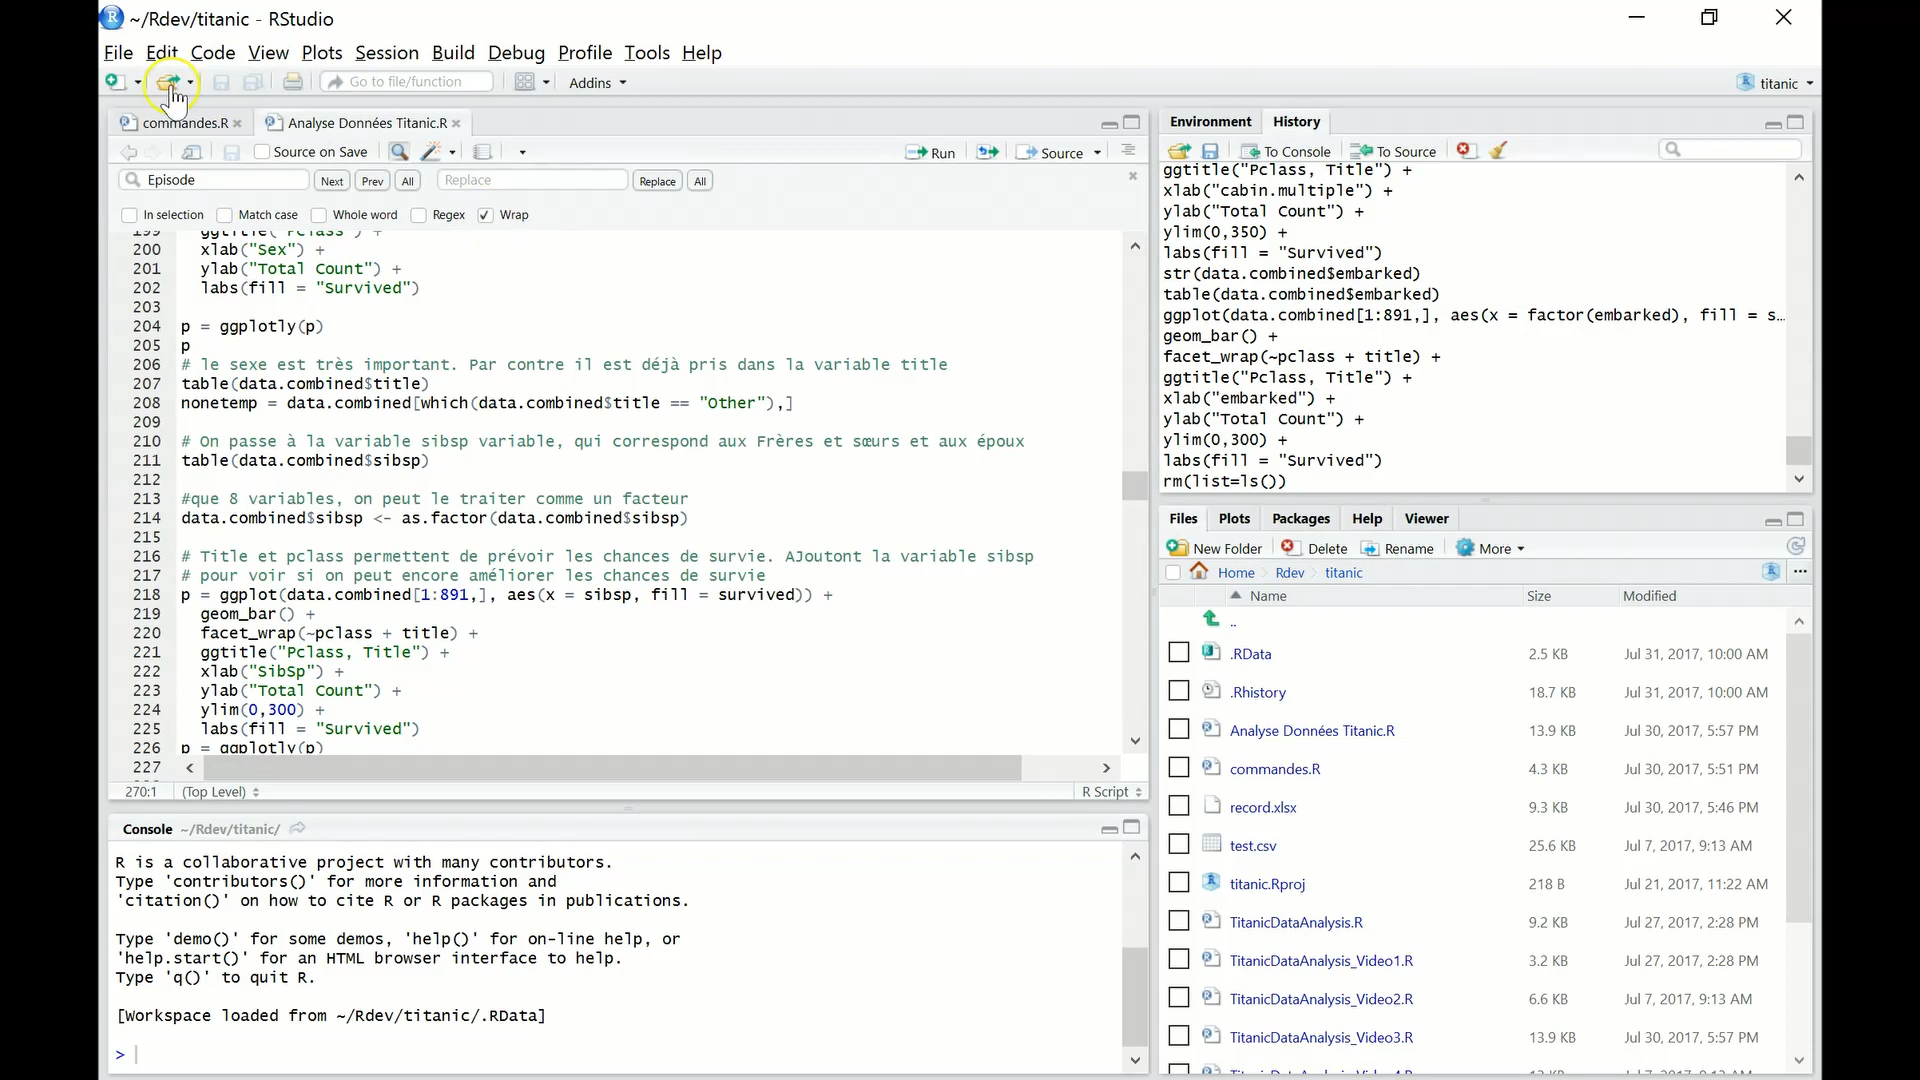 ~/Rdev/titanic - RStudio
File Edit Code View Plots Session Build Debug Profile Tools Help
Go to file/function
Addins
titanic
commandes.R
Analyse Données Titanic.R
Source on Save
Run
Source
Episode
Next
Prev
All
Replace
Replace
All
In selection
Match case
Whole word
Regex
Wrap
199 ggtitle("Pclass") +
200 xlab("Sex") +
201 ylab("Total Count") +
202 labs(fill = "Survived")
203
204 p = ggplotly(p)
205 p
206 # le sexe est très important. Par contre il est déjà pris dans la variable title
207 table(data.combined$title)
208 nonetemp = data.combined[which(data.combined$title == "Other"),]
209
210 # On passe à la variable sibsp variable, qui correspond aux Frères et sœurs et aux époux
211 table(data.combined$sibsp)
212
213 #que 8 variables, on peut le traiter comme un facteur
214 data.combined$sibsp <- as.factor(data.combined$sibsp)
215
216 # Title et pclass permettent de prévoir les chances de survie. AJoutont la variable sibsp
217 # pour voir si on peut encore améliorer les chances de survie
218 p = ggplot(data.combined[1:891,], aes(x = sibsp, fill = survived)) +
219 geom_bar() +
220 facet_wrap(~pclass + title) +
221 ggtitle("Pclass, Title") +
222 xlab("SibSp") +
223 ylab("Total Count") +
224 ylim(0,300) +
225 labs(fill = "Survived")
226 p = ggplotly(p)
227
270:1 (Top Level)
R Script
Console ~/Rdev/titanic/
R is a collaborative project with many contributors.
Type 'contributors()' for more information and
'citation()' on how to cite R or R packages in publications.
Type 'demo()' for some demos, 'help()' for on-line help, or
'help.start()' for an HTML browser interface to help.
Type 'q()' to quit R.
[Workspace loaded from ~/Rdev/titanic/.RData]
>
Environment History
To Console
To Source
ggtitle("Pclass, Title") +
xlab("cabin.multiple") +
ylab("Total Count") +
ylim(0,350) +
labs(fill = "Survived")
str(data.combined$embarked)
table(data.combined$embarked)
ggplot(data.combined[1:891,], aes(x = factor(embarked), fill = s…
geom_bar() +
facet_wrap(~pclass + title) +
ggtitle("Pclass, Title") +
xlab("embarked") +
ylab("Total Count") +
ylim(0,300) +
labs(fill = "Survived")
rm(list=ls())
Files Plots Packages Help Viewer
New Folder Delete Rename More
Home Rdev titanic ...
Name Size Modified
..
.RData 2.5 KB Jul 31, 2017, 10:00 AM
.Rhistory 18.7 KB Jul 31, 2017, 10:00 AM
Analyse Données Titanic.R 13.9 KB Jul 30, 2017, 5:57 PM
commandes.R 4.3 KB Jul 30, 2017, 5:51 PM
record.xlsx 9.3 KB Jul 30, 2017, 5:46 PM
test.csv 25.6 KB Jul 7, 2017, 9:13 AM
titanic.Rproj 218 B Jul 21, 2017, 11:22 AM
TitanicDataAnalysis.R 9.2 KB Jul 27, 2017, 2:28 PM
TitanicDataAnalysis_Video1.R 3.2 KB Jul 27, 2017, 2:28 PM
TitanicDataAnalysis_Video2.R 6.6 KB Jul 7, 2017, 9:13 AM
TitanicDataAnalysis_Video3.R 13.9 KB Jul 30, 2017, 5:57 PM